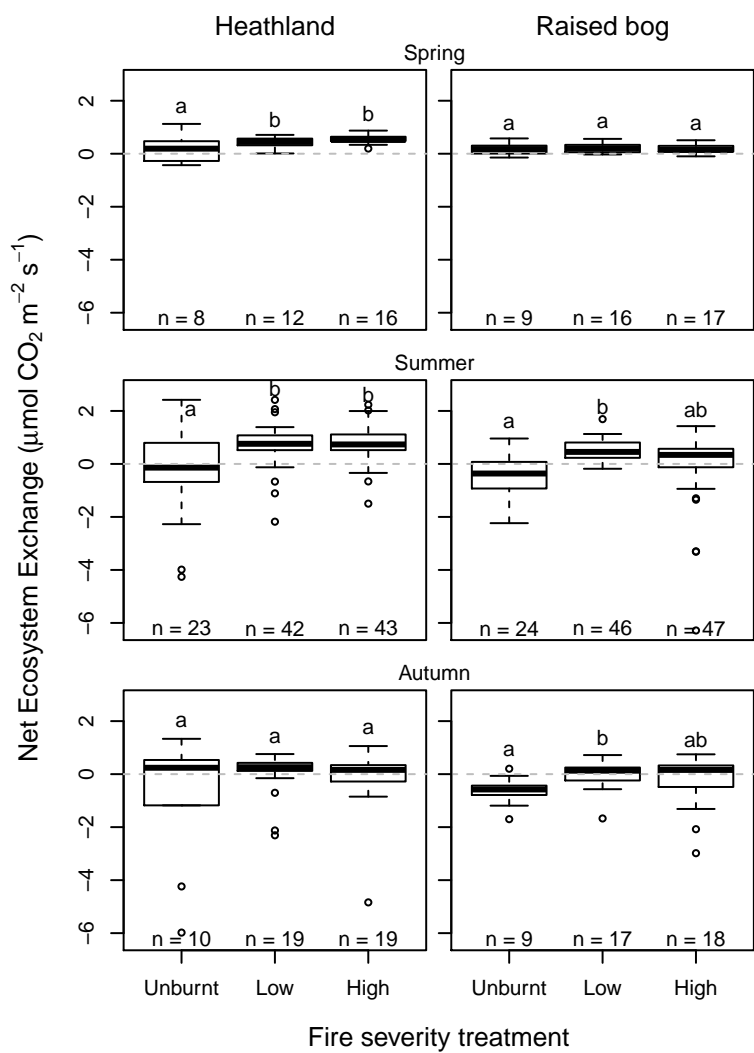 Heathland Raised bog
Spring
Net Ecosystem Exchange (μmol CO₂ m⁻² s⁻¹)
2
0
−2
−4
−6
a b b
n = 8 n = 12 n = 16
a a a
n = 9 n = 16 n = 17
Summer
2
0
−2
−4
−6
a b b
n = 23 n = 42 n = 43
a b ab
n = 24 n = 46 n = 47
Autumn
2
0
−2
−4
−6
a a a
n = 10 n = 19 n = 19
a b ab
n = 9 n = 17 n = 18
Unburnt Low High Unburnt Low High
Fire severity treatment